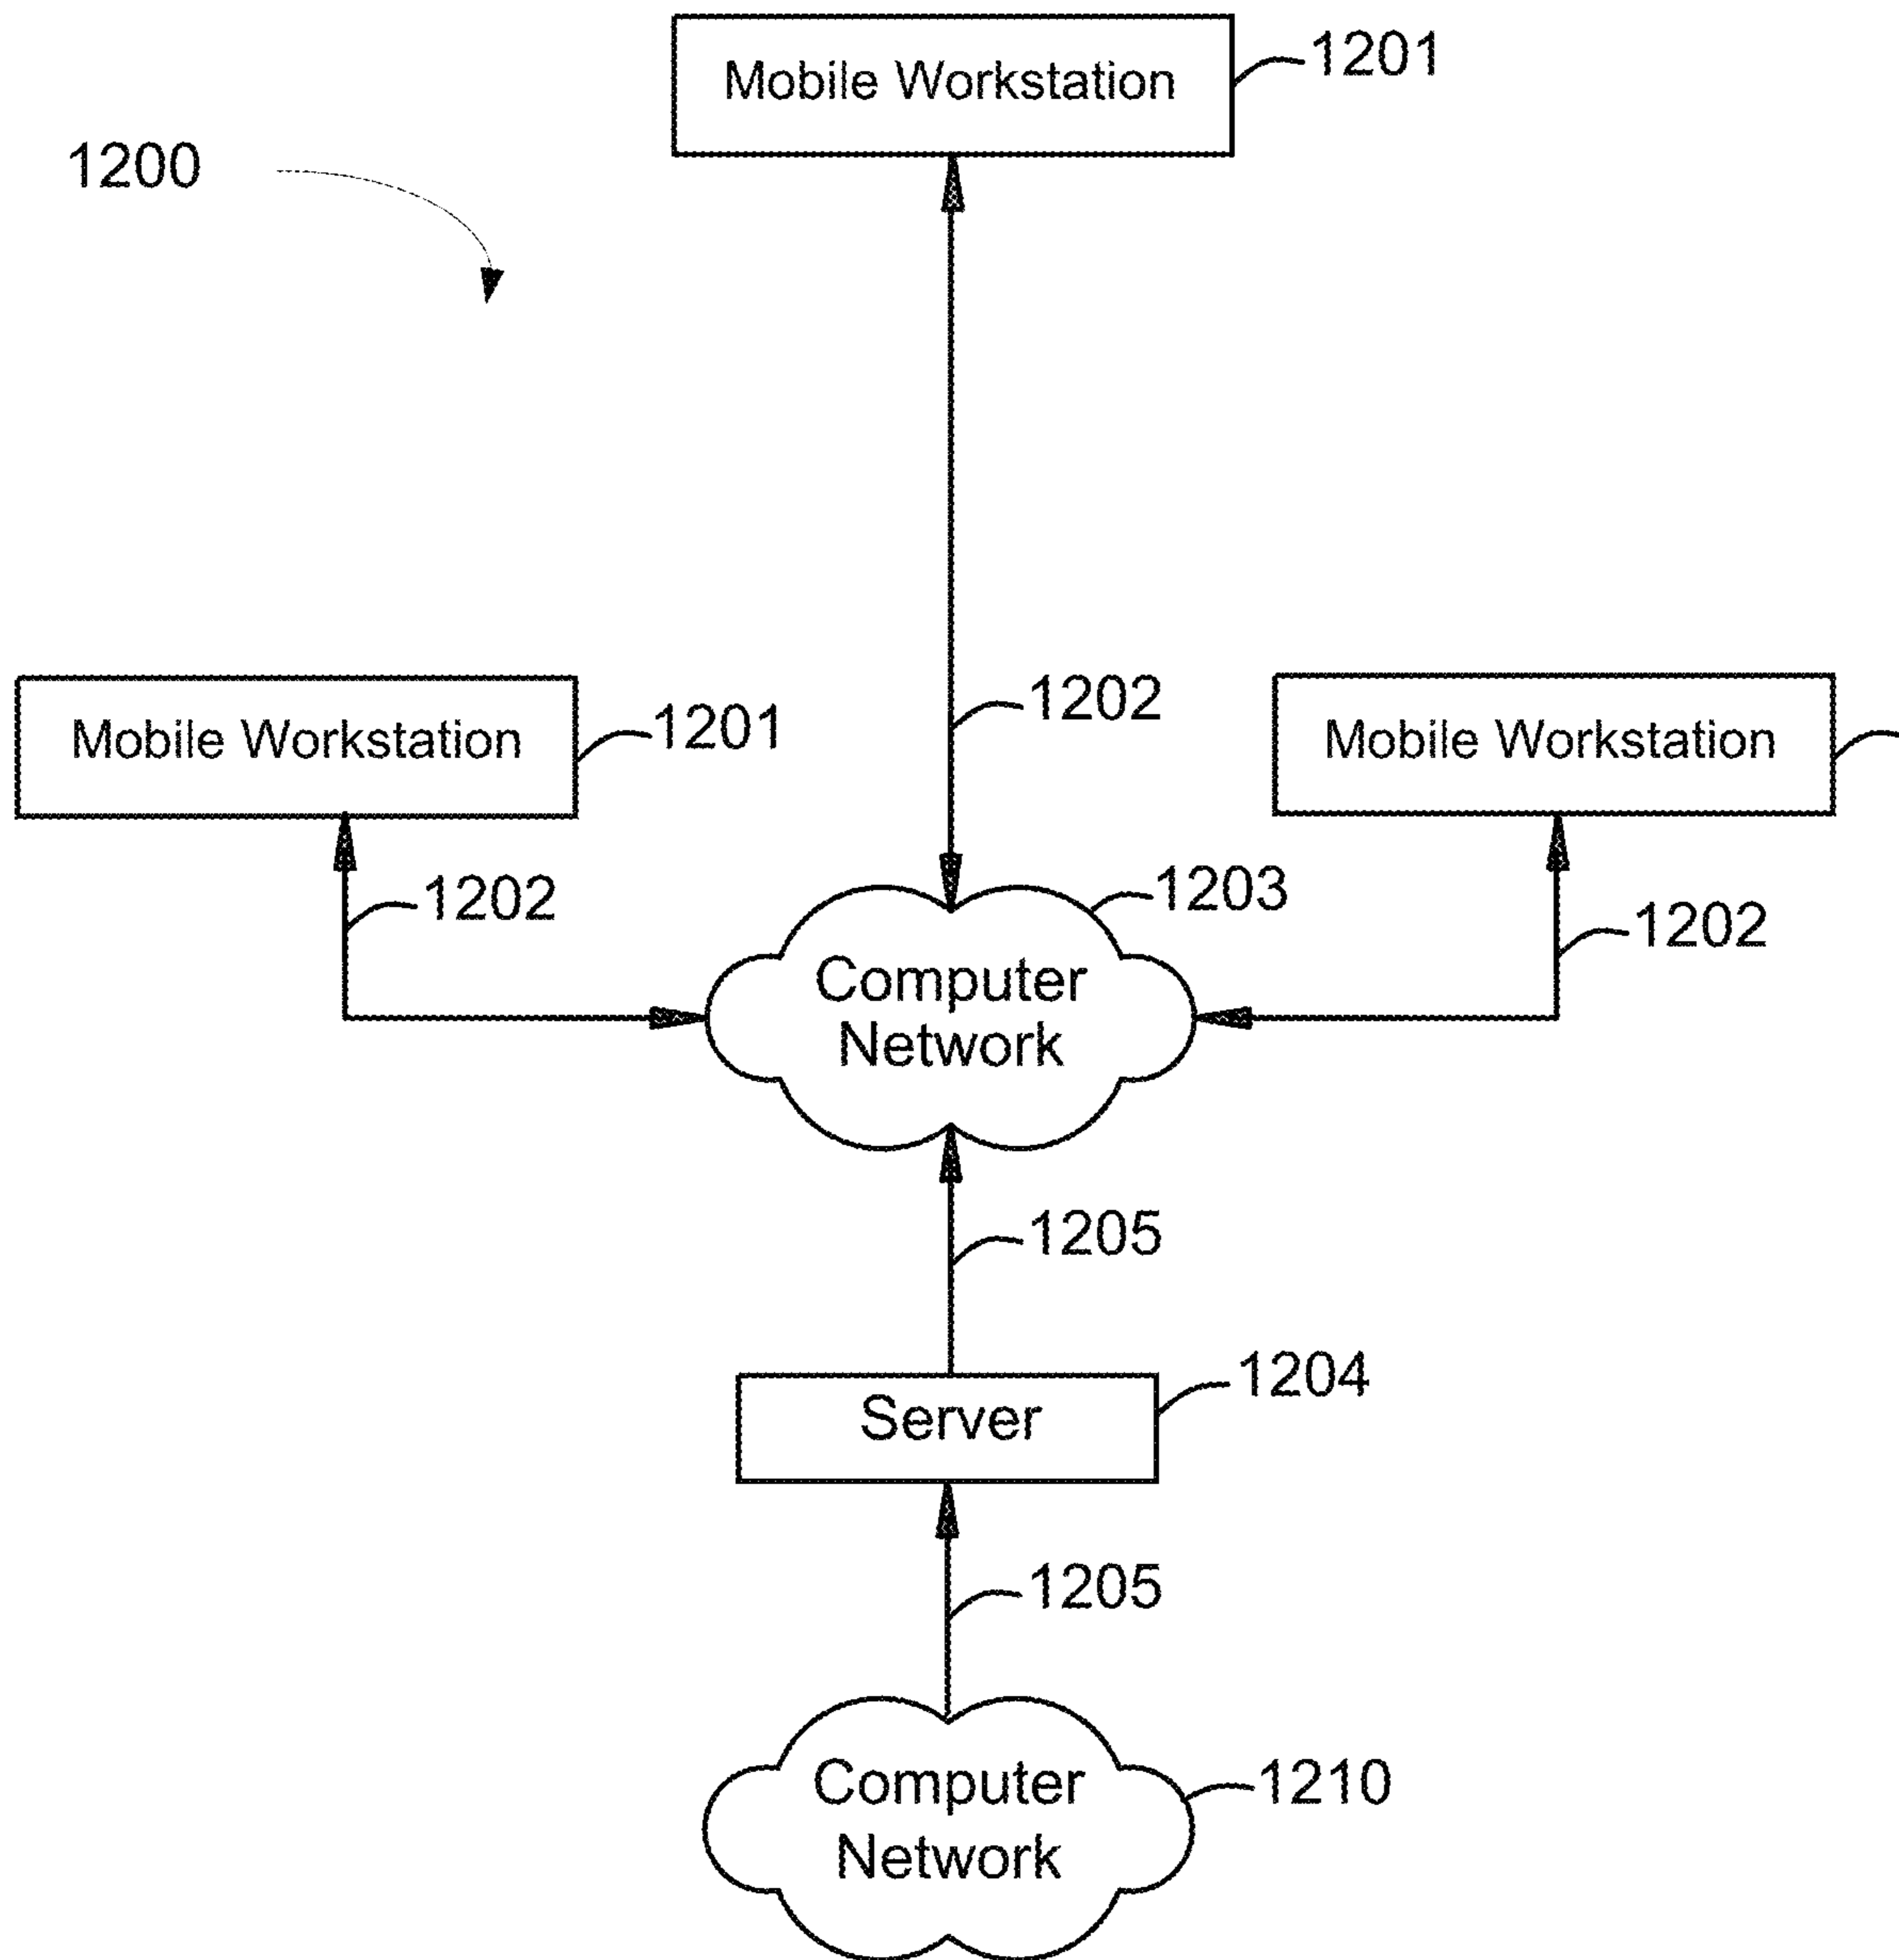 Mobile Workstation
1201
1200
1202
Mobile Workstation
1201
Mobile Workstation
1202
1203
1202
Computer
Network
1205
Server
1204
1205
Computer
Network
1210